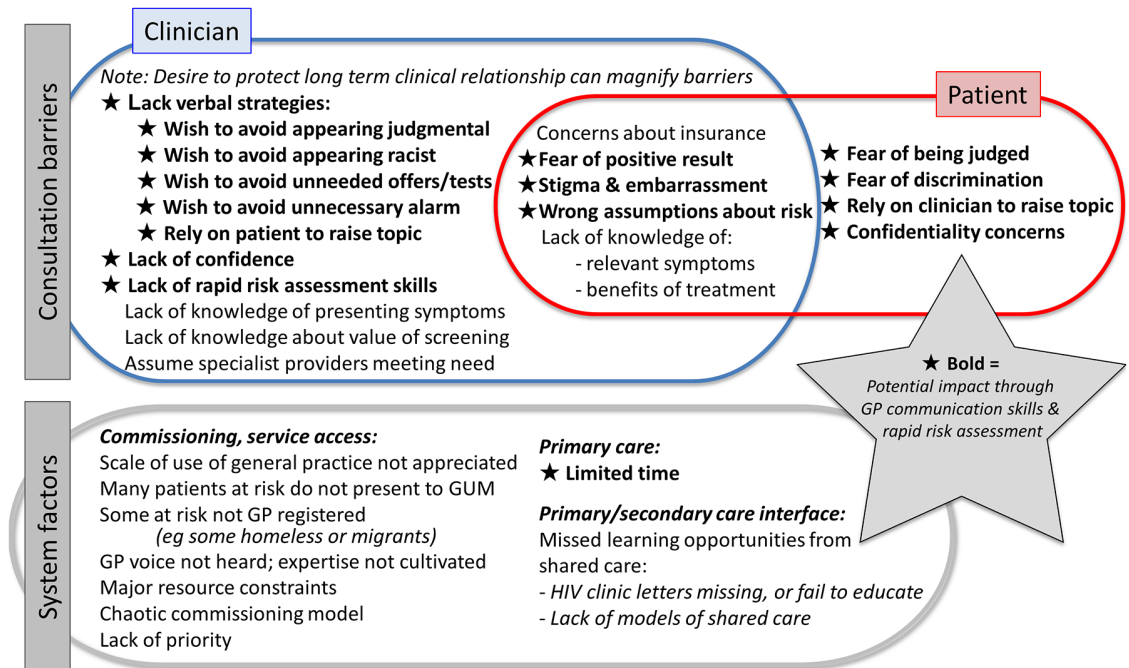 Consultation barriers
Clinician
Note: Desire to protect long term clinical relationship can magnify barriers
★ Lack verbal strategies:
★ Wish to avoid appearing judgmental
★ Wish to avoid appearing racist
★ Wish to avoid unneeded offers/tests
★ Wish to avoid unnecessary alarm
★ Rely on patient to raise topic
★ Lack of confidence
★ Lack of rapid risk assessment skills
Lack of knowledge of presenting symptoms
Lack of knowledge about value of screening
Assume specialist providers meeting need
Concerns about insurance
★ Fear of positive result
★ Stigma & embarrassment
★ Wrong assumptions about risk
Lack of knowledge of:
- relevant symptoms
- benefits of treatment
Patient
★ Fear of being judged
★ Fear of discrimination
★ Rely on clinician to raise topic
★ Confidentiality concerns
★ Bold =
Potential impact through
GP communication skills &
rapid risk assessment
System factors
Commissioning, service access:
Scale of use of general practice not appreciated
Many patients at risk do not present to GUM
Some at risk not GP registered
(eg some homeless or migrants)
GP voice not heard; expertise not cultivated
Major resource constraints
Chaotic commissioning model
Lack of priority
Primary care:
★ Limited time
Primary/secondary care interface:
Missed learning opportunities from
shared care:
- HIV clinic letters missing, or fail to educate
- Lack of models of shared care